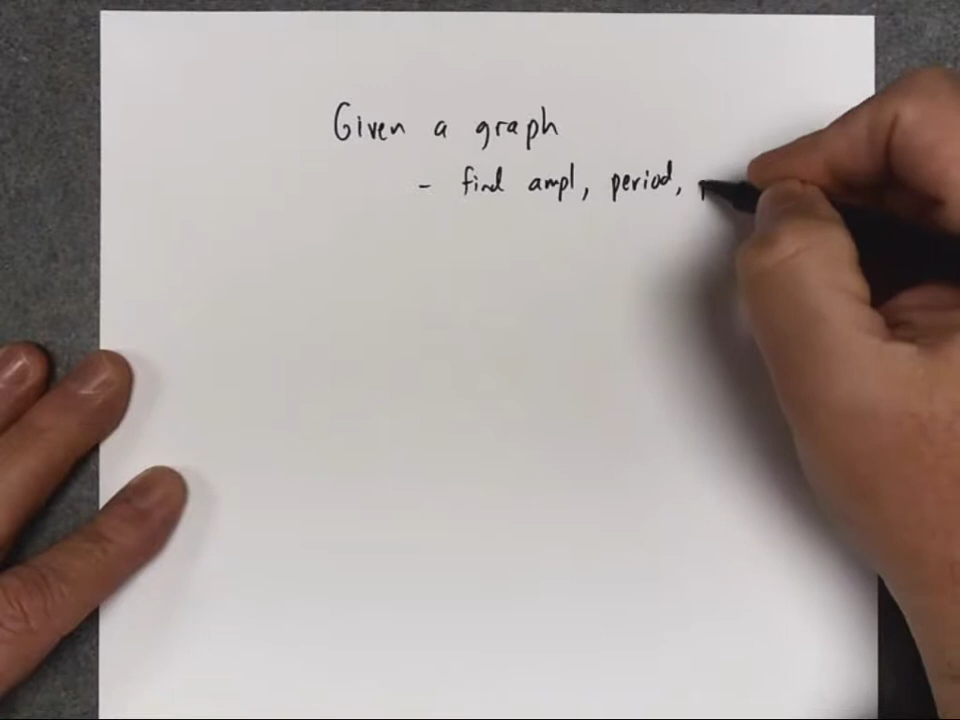 Given a graph
- find ampl, period,